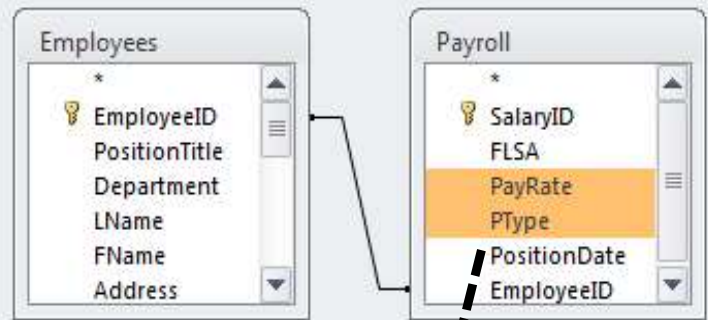 Employees
*
EmployeeID
PositionTitle
Department
LName
FName
Address
Payroll
*
SalaryID
FLSA
PayRate
PType
PositionDate
EmployeeID